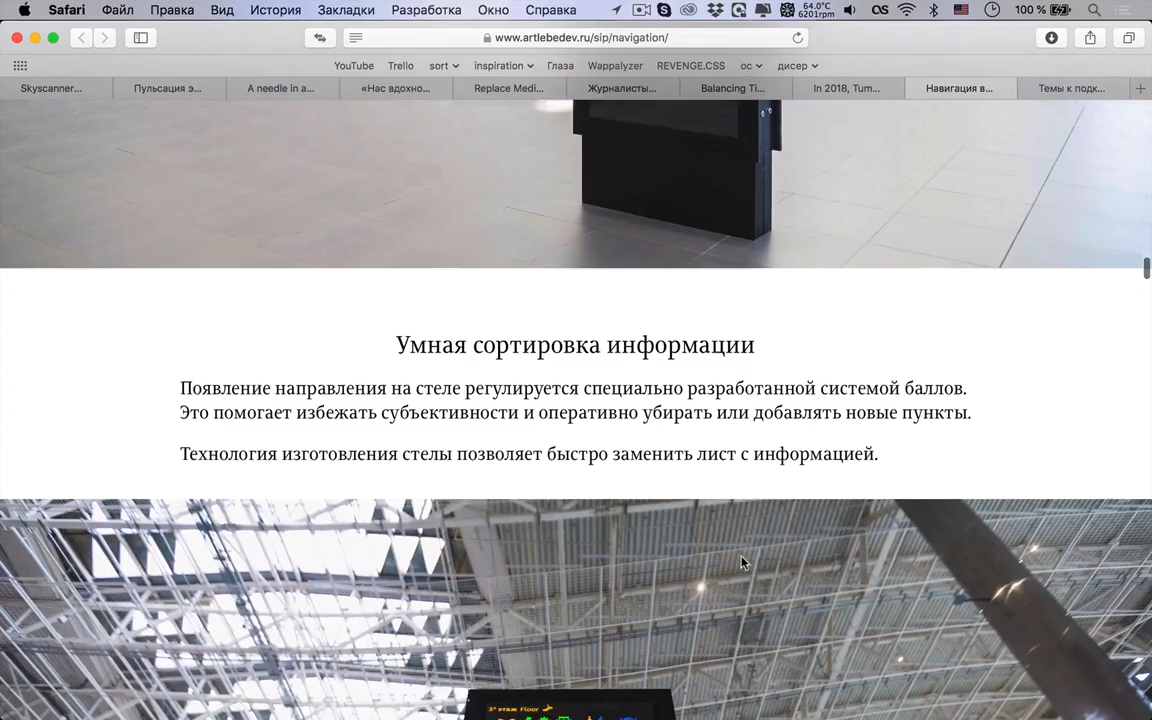 Safari Файл Правка Вид История Закладки Разработка Окно Справка 64.0°C 6201rpm 100 %
www.artlebedev.ru/sip/navigation/
YouTube Trello sort inspiration Глаза Wappalyzer REVENGE.CSS ос дисер
Skyscanner... Пульсация э... A needle in a... «Нас вдохно... Replace Medi... Журналисты... Balancing Ti... In 2018, Tum... Навигация в... Темы к подк...
Умная сортировка информации
Появление направления на стеле регулируется специально разработанной системой баллов.
Это помогает избежать субъективности и оперативно убирать или добавлять новые пункты.
Технология изготовления стелы позволяет быстро заменить лист с информацией.
3й этаж Floor